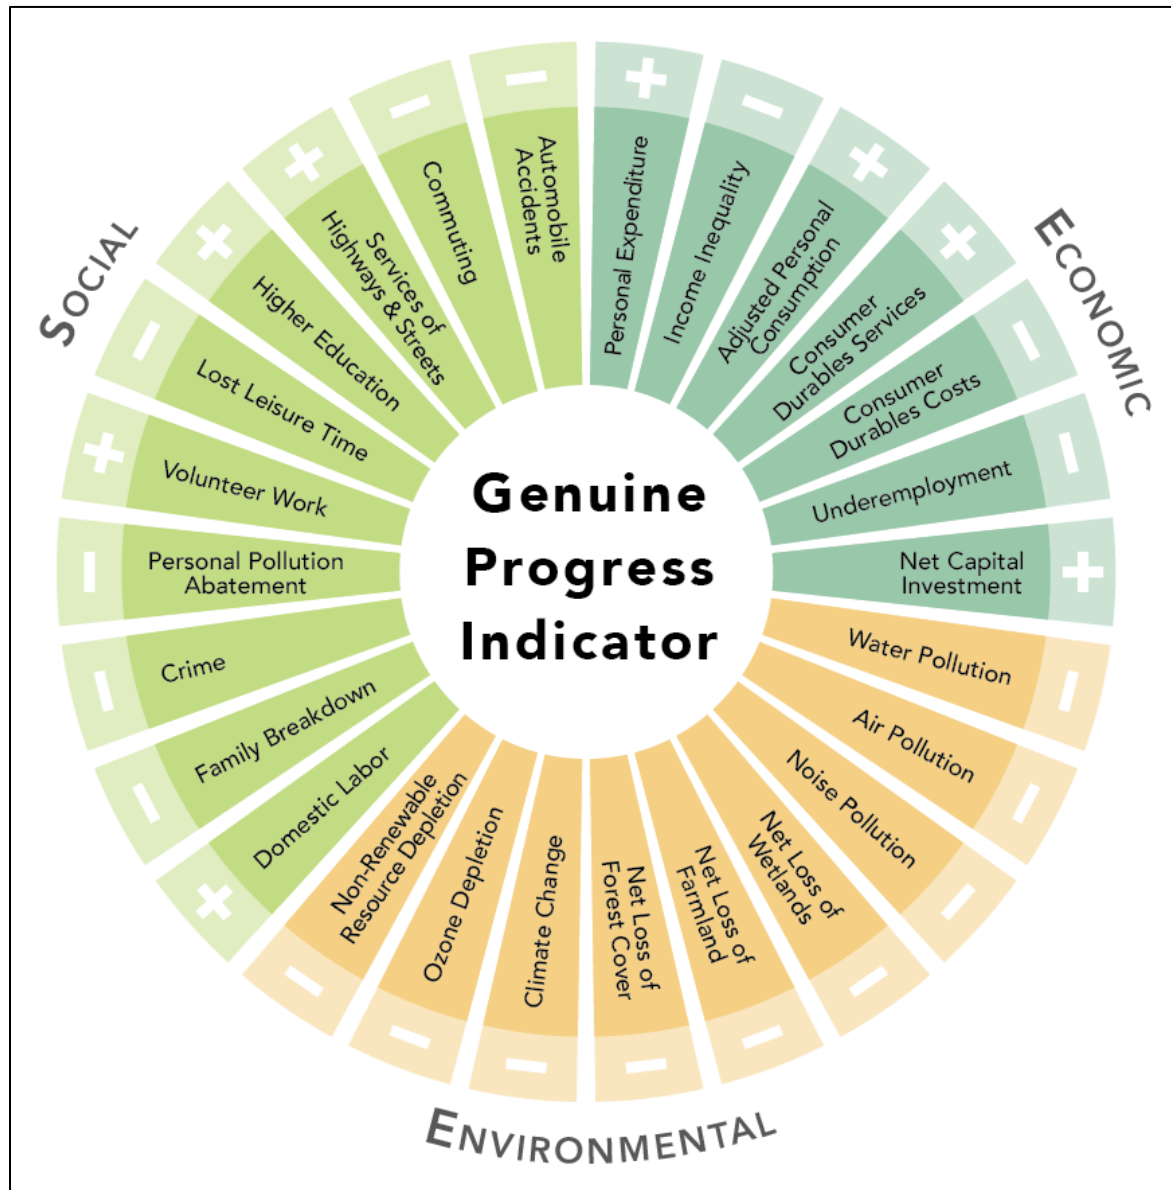 Genuine
Progress
Indicator
ECONOMIC
+
Personal Expenditure
−
Income Inequality
+
Adjusted Personal
Consumption
+
Consumer
Durables Services
−
Consumer
Durables Costs
−
Underemployment
+
Net Capital
Investment
ENVIRONMENTAL
−
Water Pollution
−
Air Pollution
−
Noise Pollution
−
Net Loss of
Wetlands
−
Net Loss of
Farmland
−
Net Loss of
Forest Cover
−
Climate Change
−
Ozone Depletion
−
Non-Renewable
Resource Depletion
SOCIAL
+
Domestic Labor
−
Family Breakdown
−
Crime
−
Personal Pollution
Abatement
+
Volunteer Work
−
Lost Leisure Time
+
Higher Education
+
Services of
Highways & Streets
−
Commuting
−
Automobile
Accidents